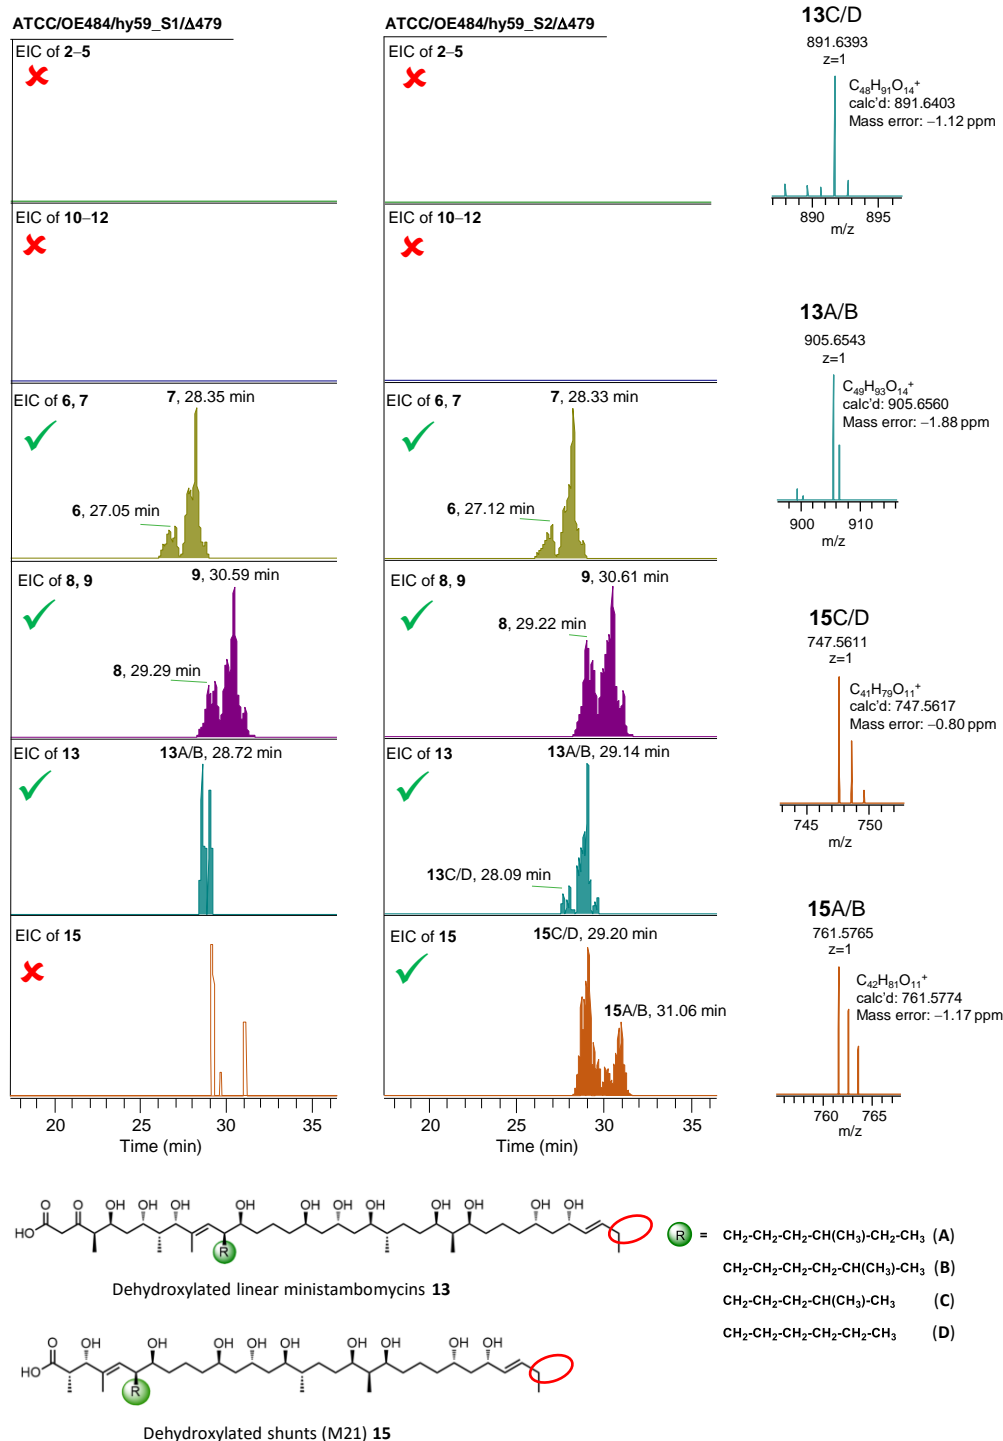 ATCC/OE484/hy59_S1/Δ479
EIC of 2–5
EIC of 10–12
EIC of 6, 7
7, 28.35 min
6, 27.05 min
EIC of 8, 9
9, 30.59 min
8, 29.29 min
EIC of 13
13A/B, 28.72 min
EIC of 15
20 25 30 35
Time (min)
ATCC/OE484/hy59_S2/Δ479
EIC of 2–5
EIC of 10–12
EIC of 6, 7
7, 28.33 min
6, 27.12 min
EIC of 8, 9
9, 30.61 min
8, 29.22 min
EIC of 13
13A/B, 29.14 min
13C/D, 28.09 min
EIC of 15
15C/D, 29.20 min
15A/B, 31.06 min
20 25 30 35
Time (min)
13C/D
891.6393
z=1
C48H91O14+
calc'd: 891.6403
Mass error: −1.12 ppm
890 895
m/z
13A/B
905.6543
z=1
C49H93O14+
calc'd: 905.6560
Mass error: −1.88 ppm
900 910
m/z
15C/D
747.5611
z=1
C41H79O11+
calc'd: 747.5617
Mass error: −0.80 ppm
745 750
m/z
15A/B
761.5765
z=1
C42H81O11+
calc'd: 761.5774
Mass error: −1.17 ppm
760 765
m/z
O O OH OH OH OH OH OH OH OH OH OH OH
HO
R
Dehydroxylated linear ministambomycins 13
O OH OH OH OH OH OH OH OH OH
HO
R
Dehydroxylated shunts (M21) 15
R = CH2-CH2-CH2-CH(CH3)-CH2-CH3 (A)
CH2-CH2-CH2-CH2-CH(CH3)-CH3 (B)
CH2-CH2-CH2-CH(CH3)-CH3 (C)
CH2-CH2-CH2-CH2-CH2-CH3 (D)